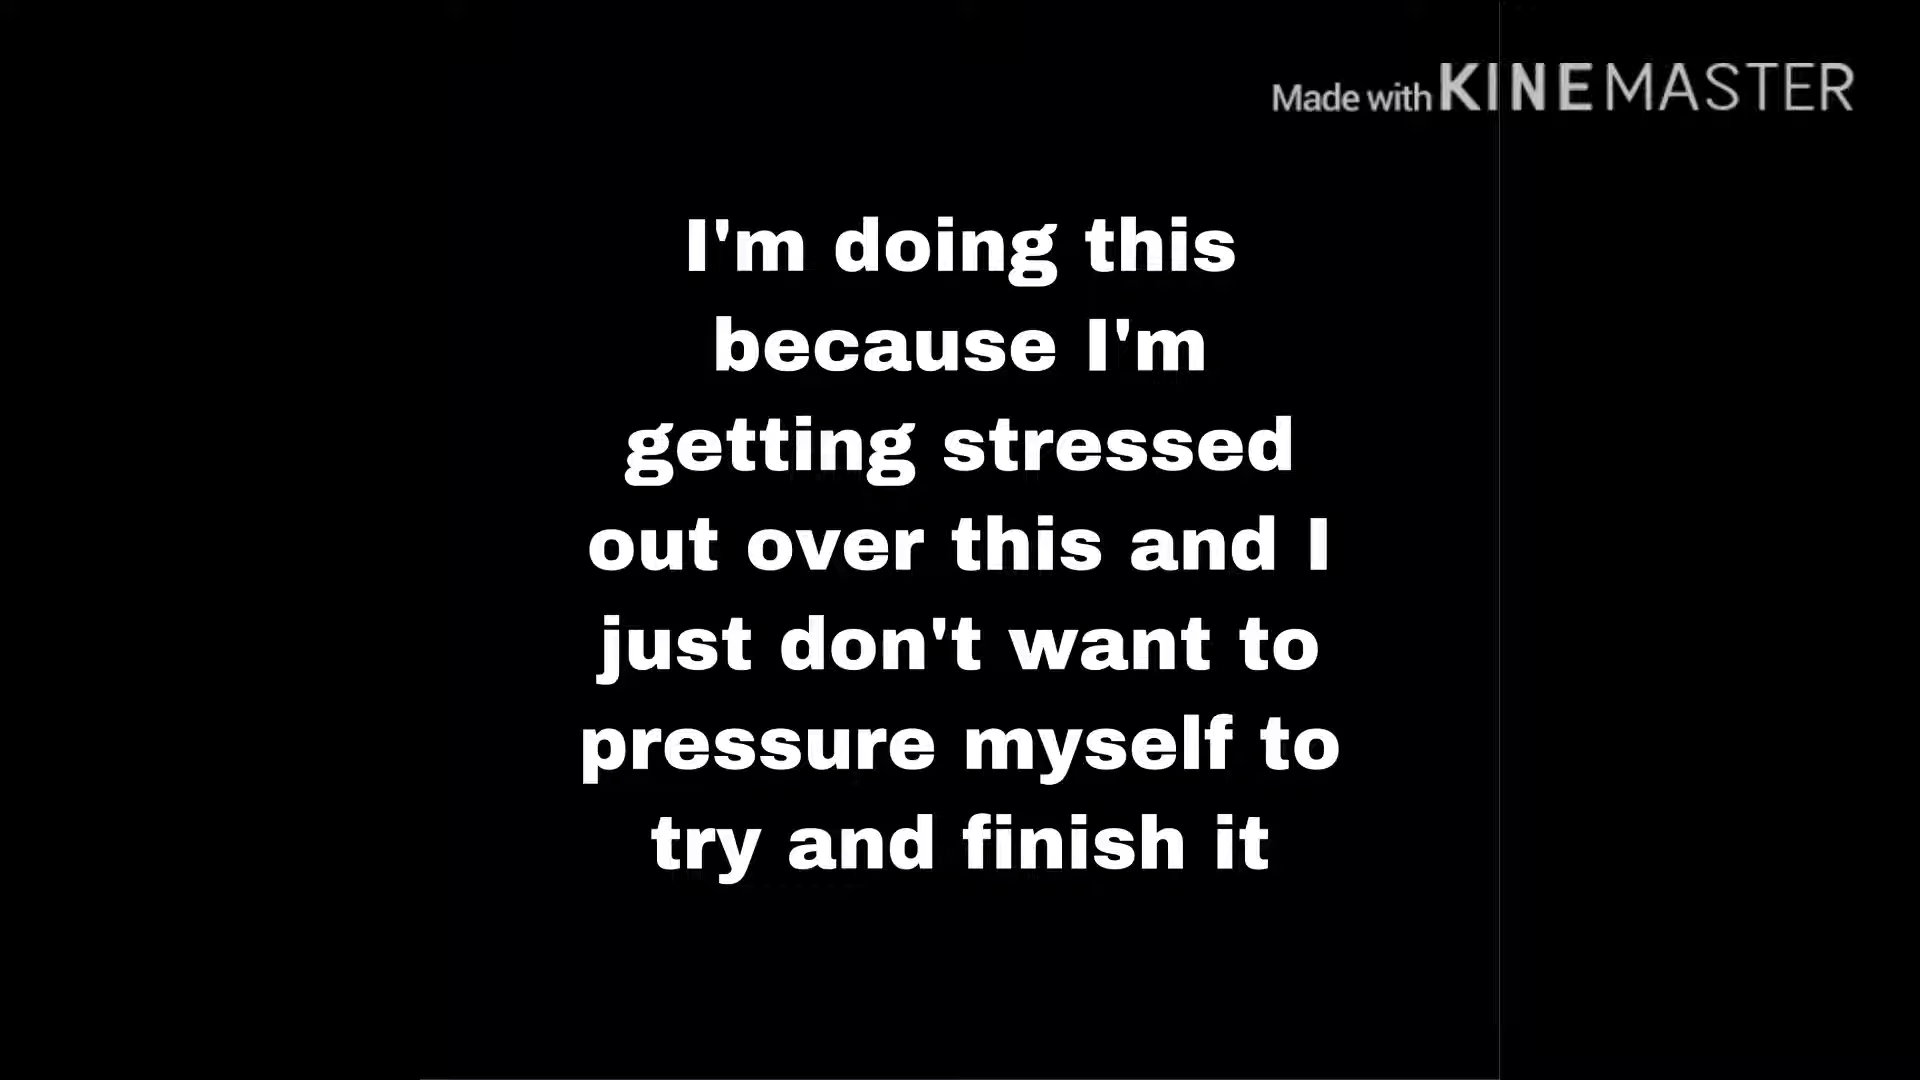 Made with KINEMASTER
I'm doing this
because I'm
getting stressed
out over this and I
just don't want to
pressure myself to
try and finish it